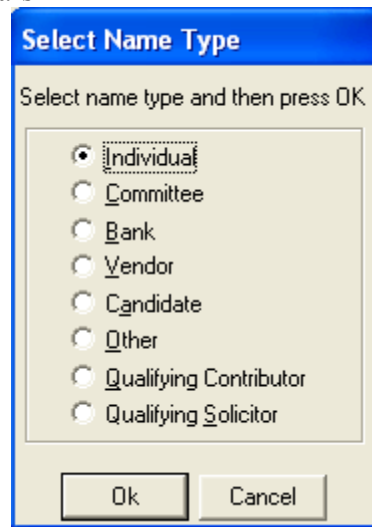 Select Name Type
Select name type and then press OK
Individual
Committee
Bank
Vendor
Candidate
Other
Qualifying Contributor
Qualifying Solicitor
Ok Cancel